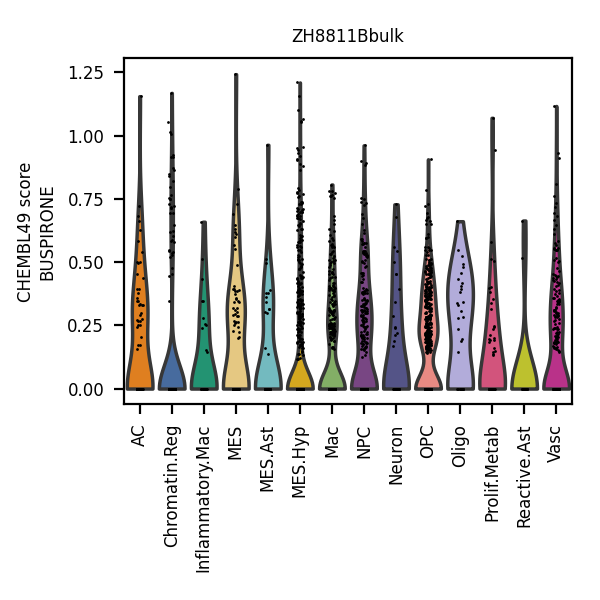 ZH8811Bbulk
CHEMBL49 score
BUSPIRONE
1.25
1.00
0.75
0.50
0.25
0.00
AC
Chromatin.Reg
Inflammatory.Mac
MES
MES.Ast
MES.Hyp
Mac
NPC
Neuron
OPC
Oligo
Prolif.Metab
Reactive.Ast
Vasc